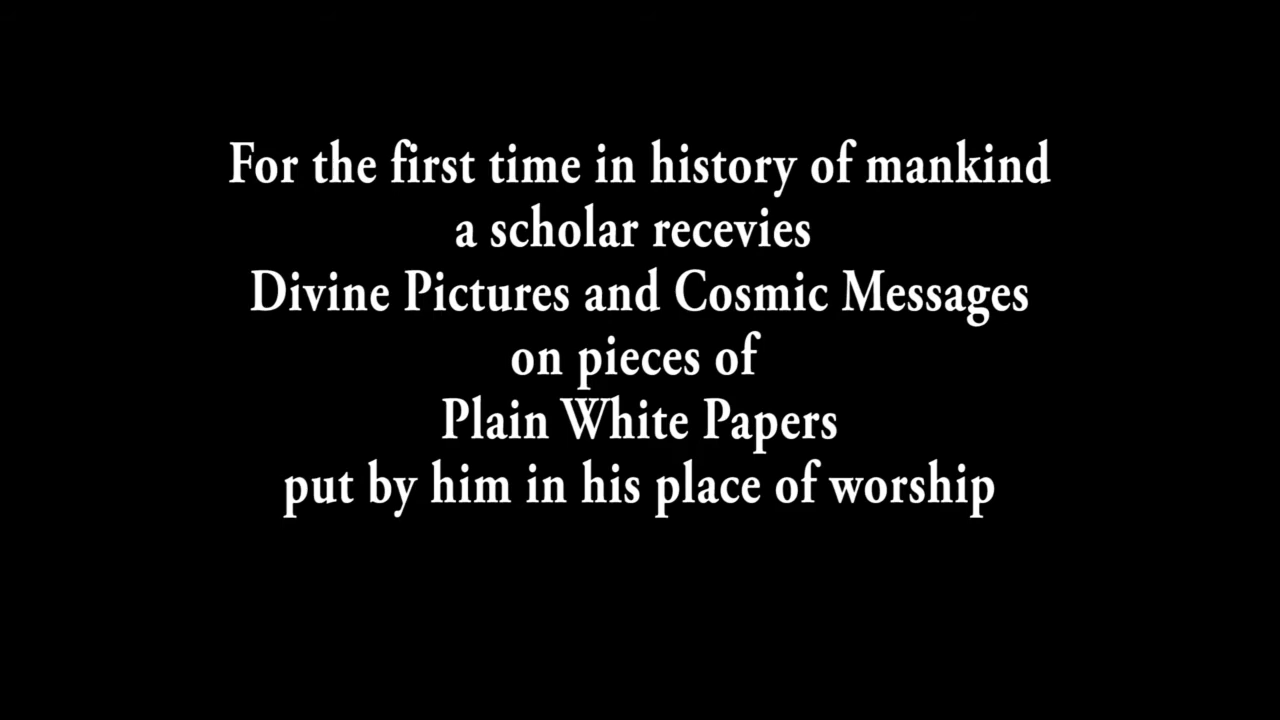 For the first time in history of mankind
a scholar recevies
Divine Pictures and Cosmic Messages
on pieces of
Plain White Papers
put by him in his place of worship